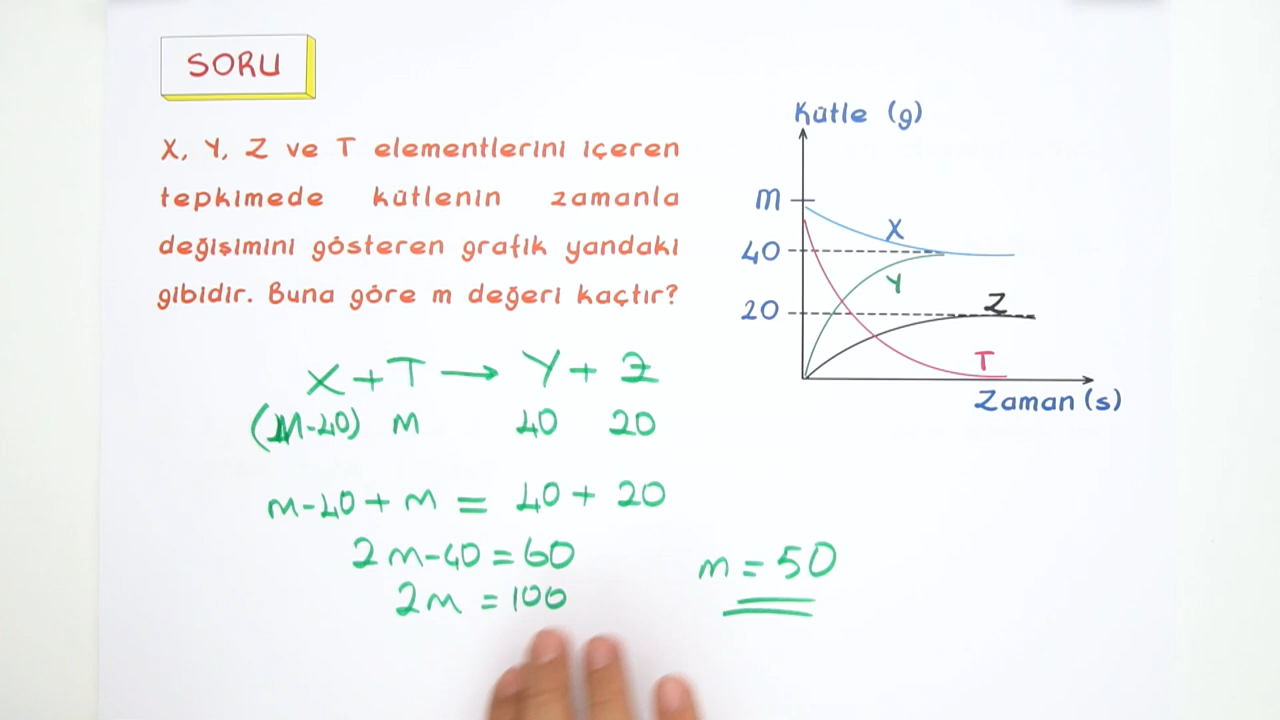 SORU
X, Y, Z ve T elementlerini içeren
tepkimede kütlenin zamanla
değişimini gösteren grafik yandaki
gibidir. Buna göre m değeri kaçtır?
Kütle (g)
m
40
20
X
Y
Z
T
Zaman (s)
X + T → Y + Z
(m-40) m 40 20
m-40 + m = 40 + 20
2m-40 = 60
2m = 100
m = 50